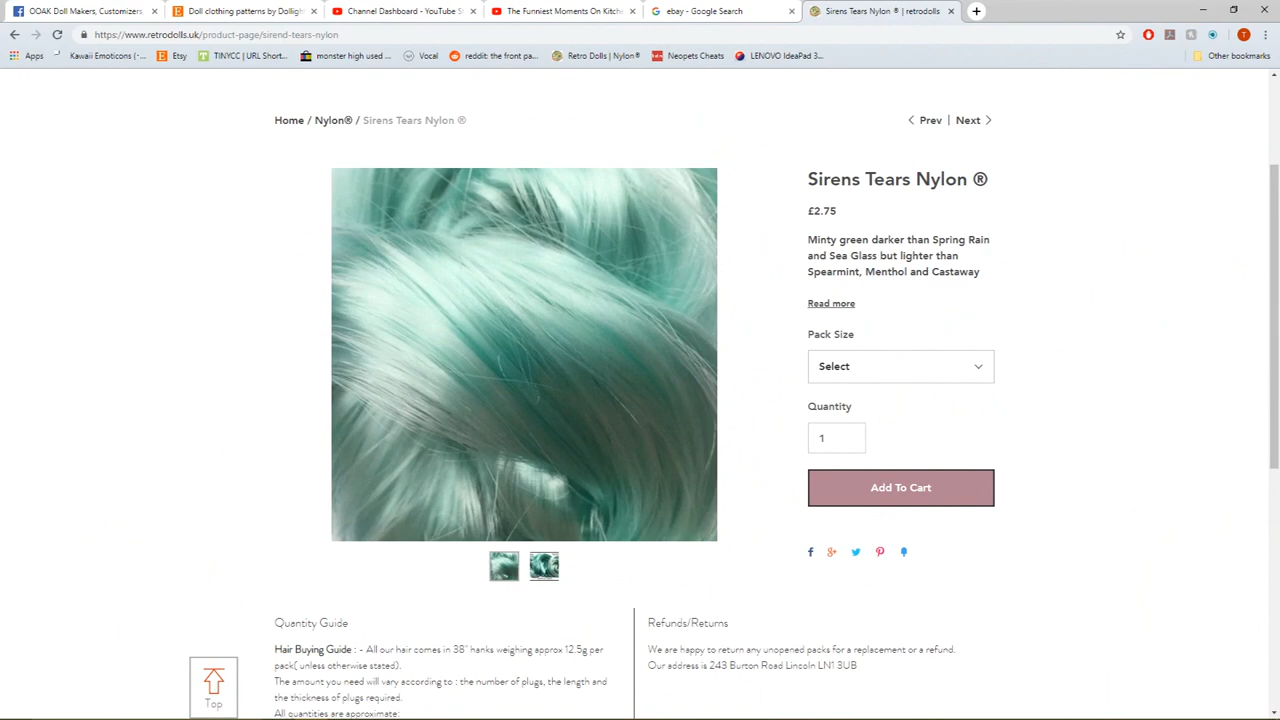 OOAK Doll Makers, Customizers
Doll clothing patterns by Dollight
Channel Dashboard - YouTube S
The Funniest Moments On Kitch
ebay - Google Search
Sirens Tears Nylon ® | retrodolls
https://www.retrodolls.uk/product-page/sirend-tears-nylon
T
Apps
Kawaii Emoticons (-...
Etsy
TINYCC | URL Short...
monster high used ...
Vocal
reddit: the front pa...
Retro Dolls | Nylon®
Neopets Cheats
LENOVO IdeaPad 3...
Other bookmarks
Home / Nylon® / Sirens Tears Nylon ®
Prev | Next
Sirens Tears Nylon ®
£2.75
Minty green darker than Spring Rain
and Sea Glass but lighter than
Spearmint, Menthol and Castaway
Read more
Pack Size
Select
Quantity
1
Add To Cart
Quantity Guide
Hair Buying Guide : - All our hair comes in 38" hanks weighing approx 12.5g per
pack( unless otherwise stated).
The amount you need will vary according to : the number of plugs, the length and
the thickness of plugs required.
All quantities are approximate:
Refunds/Returns
We are happy to return any unopened packs for a replacement or a refund.
Our address is 243 Burton Road Lincoln LN1 3UB
Top